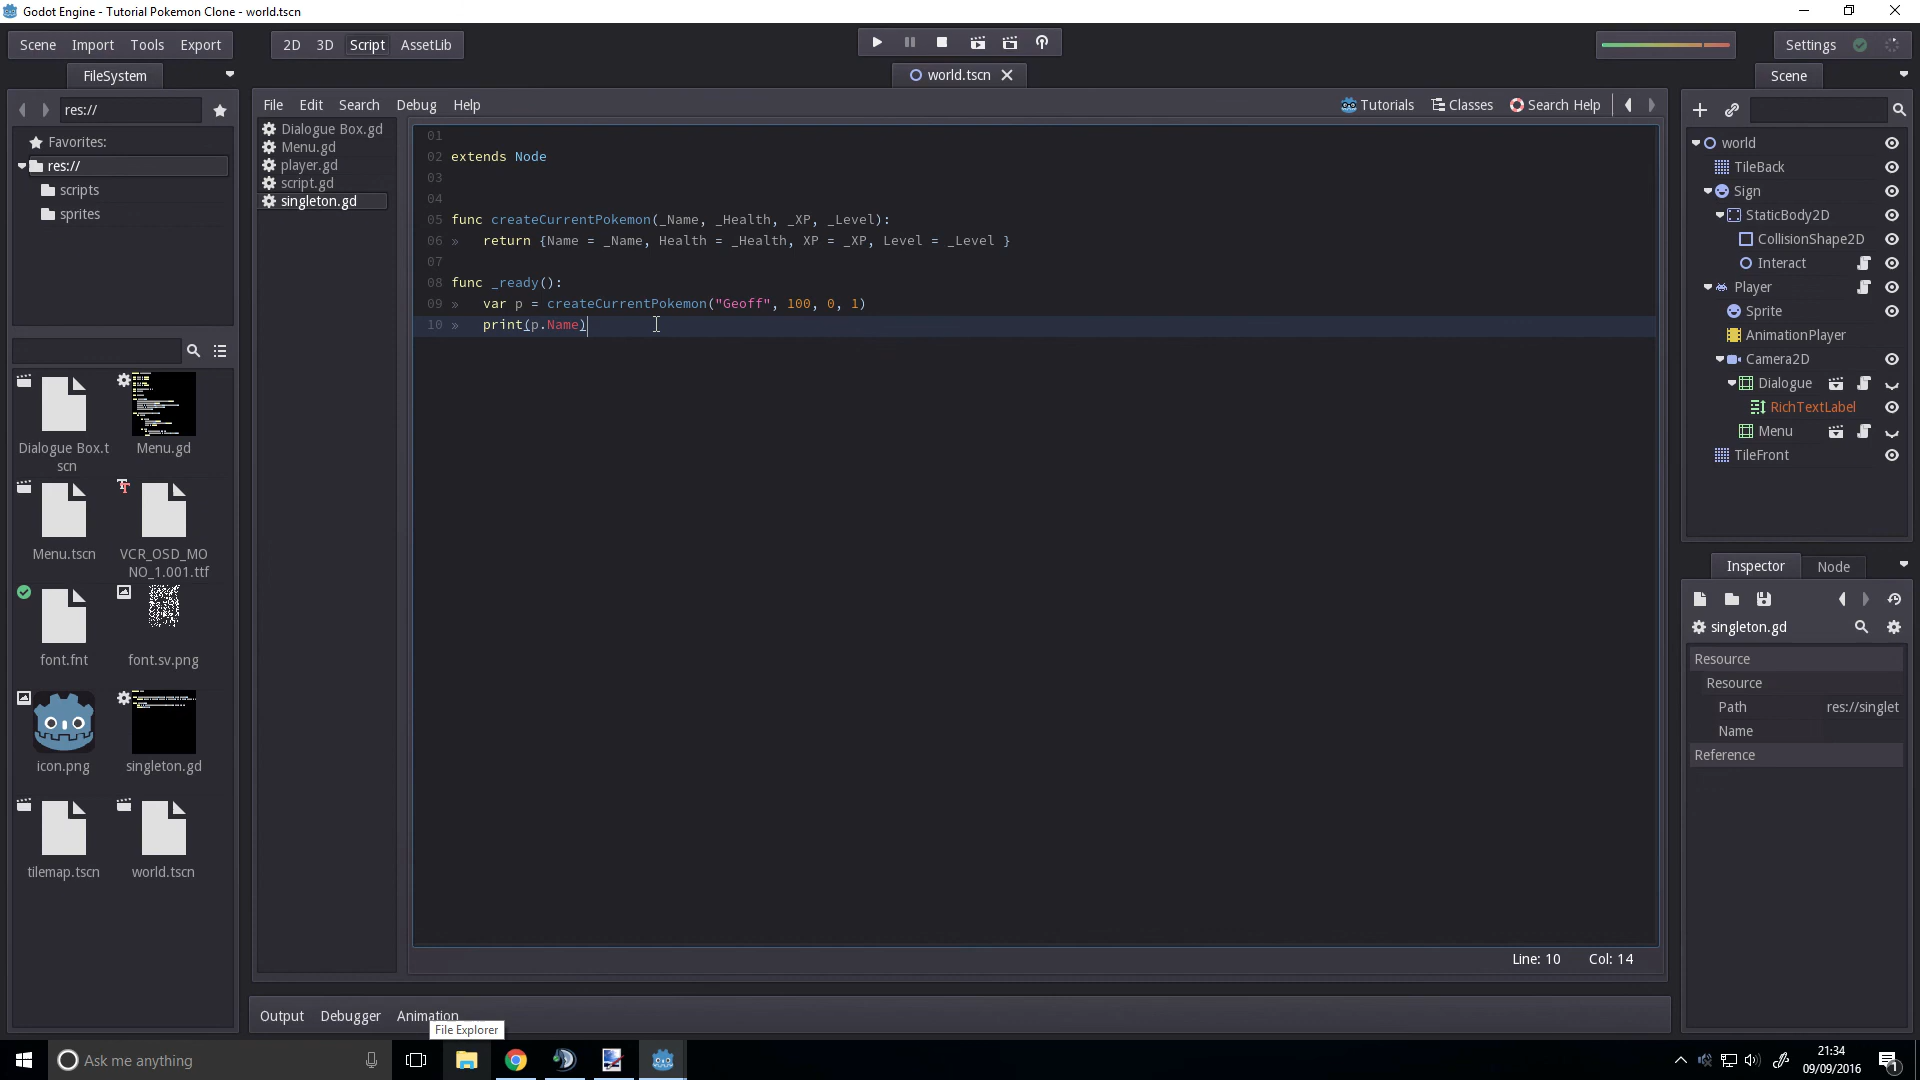 Godot Engine - Tutorial Pokemon Clone - world.tscn
Scene Import Tools Export
2D 3D Script AssetLib
Settings
FileSystem
world.tscn
Scene
res://
File Edit Search Debug Help
Tutorials Classes Search Help
Favorites:
res://
scripts
sprites
Dialogue Box.gd
Menu.gd
player.gd
script.gd
singleton.gd
01
02 extends Node
03
04
05 func createCurrentPokemon(_Name, _Health, _XP, _Level):
06 » return {Name = _Name, Health = _Health, XP = _XP, Level = _Level }
07
08 func _ready():
09 » var p = createCurrentPokemon("Geoff", 100, 0, 1)
10 » print(p.Name)
world
TileBack
Sign
StaticBody2D
CollisionShape2D
Interact
Player
Sprite
AnimationPlayer
Camera2D
Dialogue
RichTextLabel
Menu
TileFront
Dialogue Box.t
scn
Menu.gd
Menu.tscn
VCR_OSD_MO
NO_1.001.ttf
font.fnt
font.sv.png
icon.png
singleton.gd
tilemap.tscn
world.tscn
Inspector Node
singleton.gd
Resource
Resource
Path res://singlet
Name
Reference
Line: 10 Col: 14
Output Debugger Animation
File Explorer
Ask me anything
21:34
09/09/2016
1